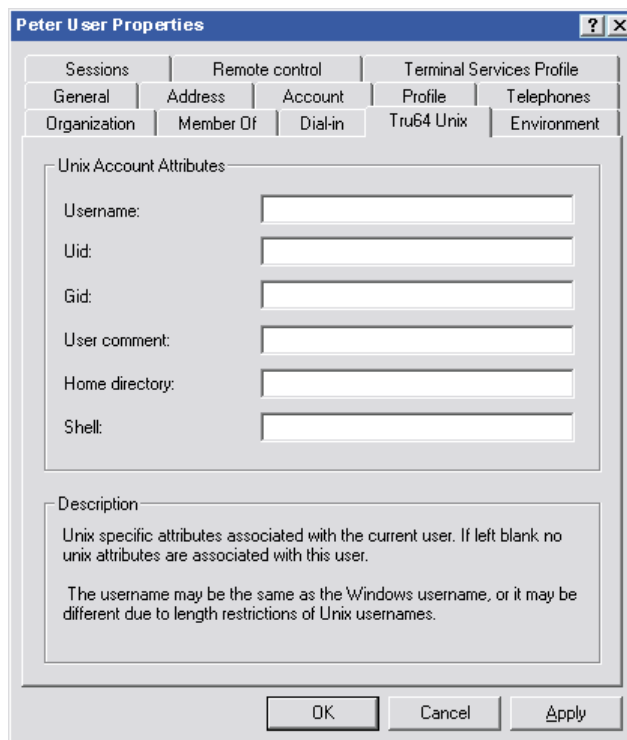 Peter User Properties
? X
Sessions Remote control Terminal Services Profile
General Address Account Profile Telephones
Organization Member Of Dial-in Tru64 Unix Environment
Unix Account Attributes
Username:
Uid:
Gid:
User comment:
Home directory:
Shell:
Description
Unix specific attributes associated with the current user. If left blank no
unix attributes are associated with this user.
The username may be the same as the Windows username, or it may be
different due to length restrictions of Unix usernames.
OK Cancel Apply